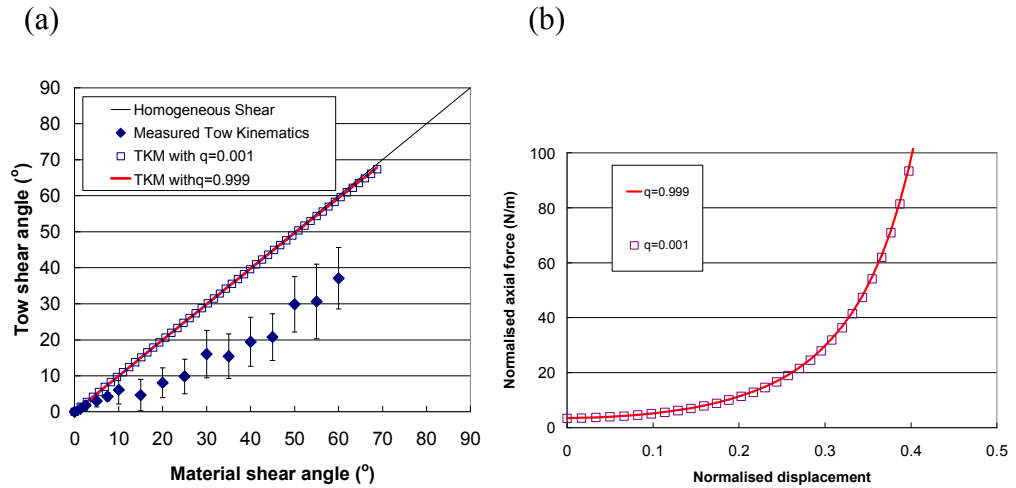 (a)
(b)
90
80
70
60
50
40
30
20
10
0
Tow shear angle (°)
Homogeneous Shear
Measured Tow Kinematics
TKM with q=0.001
TKM withq=0.999
0 10 20 30 40 50 60 70 80 90
Material shear angle (°)
100
80
60
40
20
0
Normalised axial force (N/m)
q=0.999
q=0.001
0 0.1 0.2 0.3 0.4 0.5
Normalised displacement